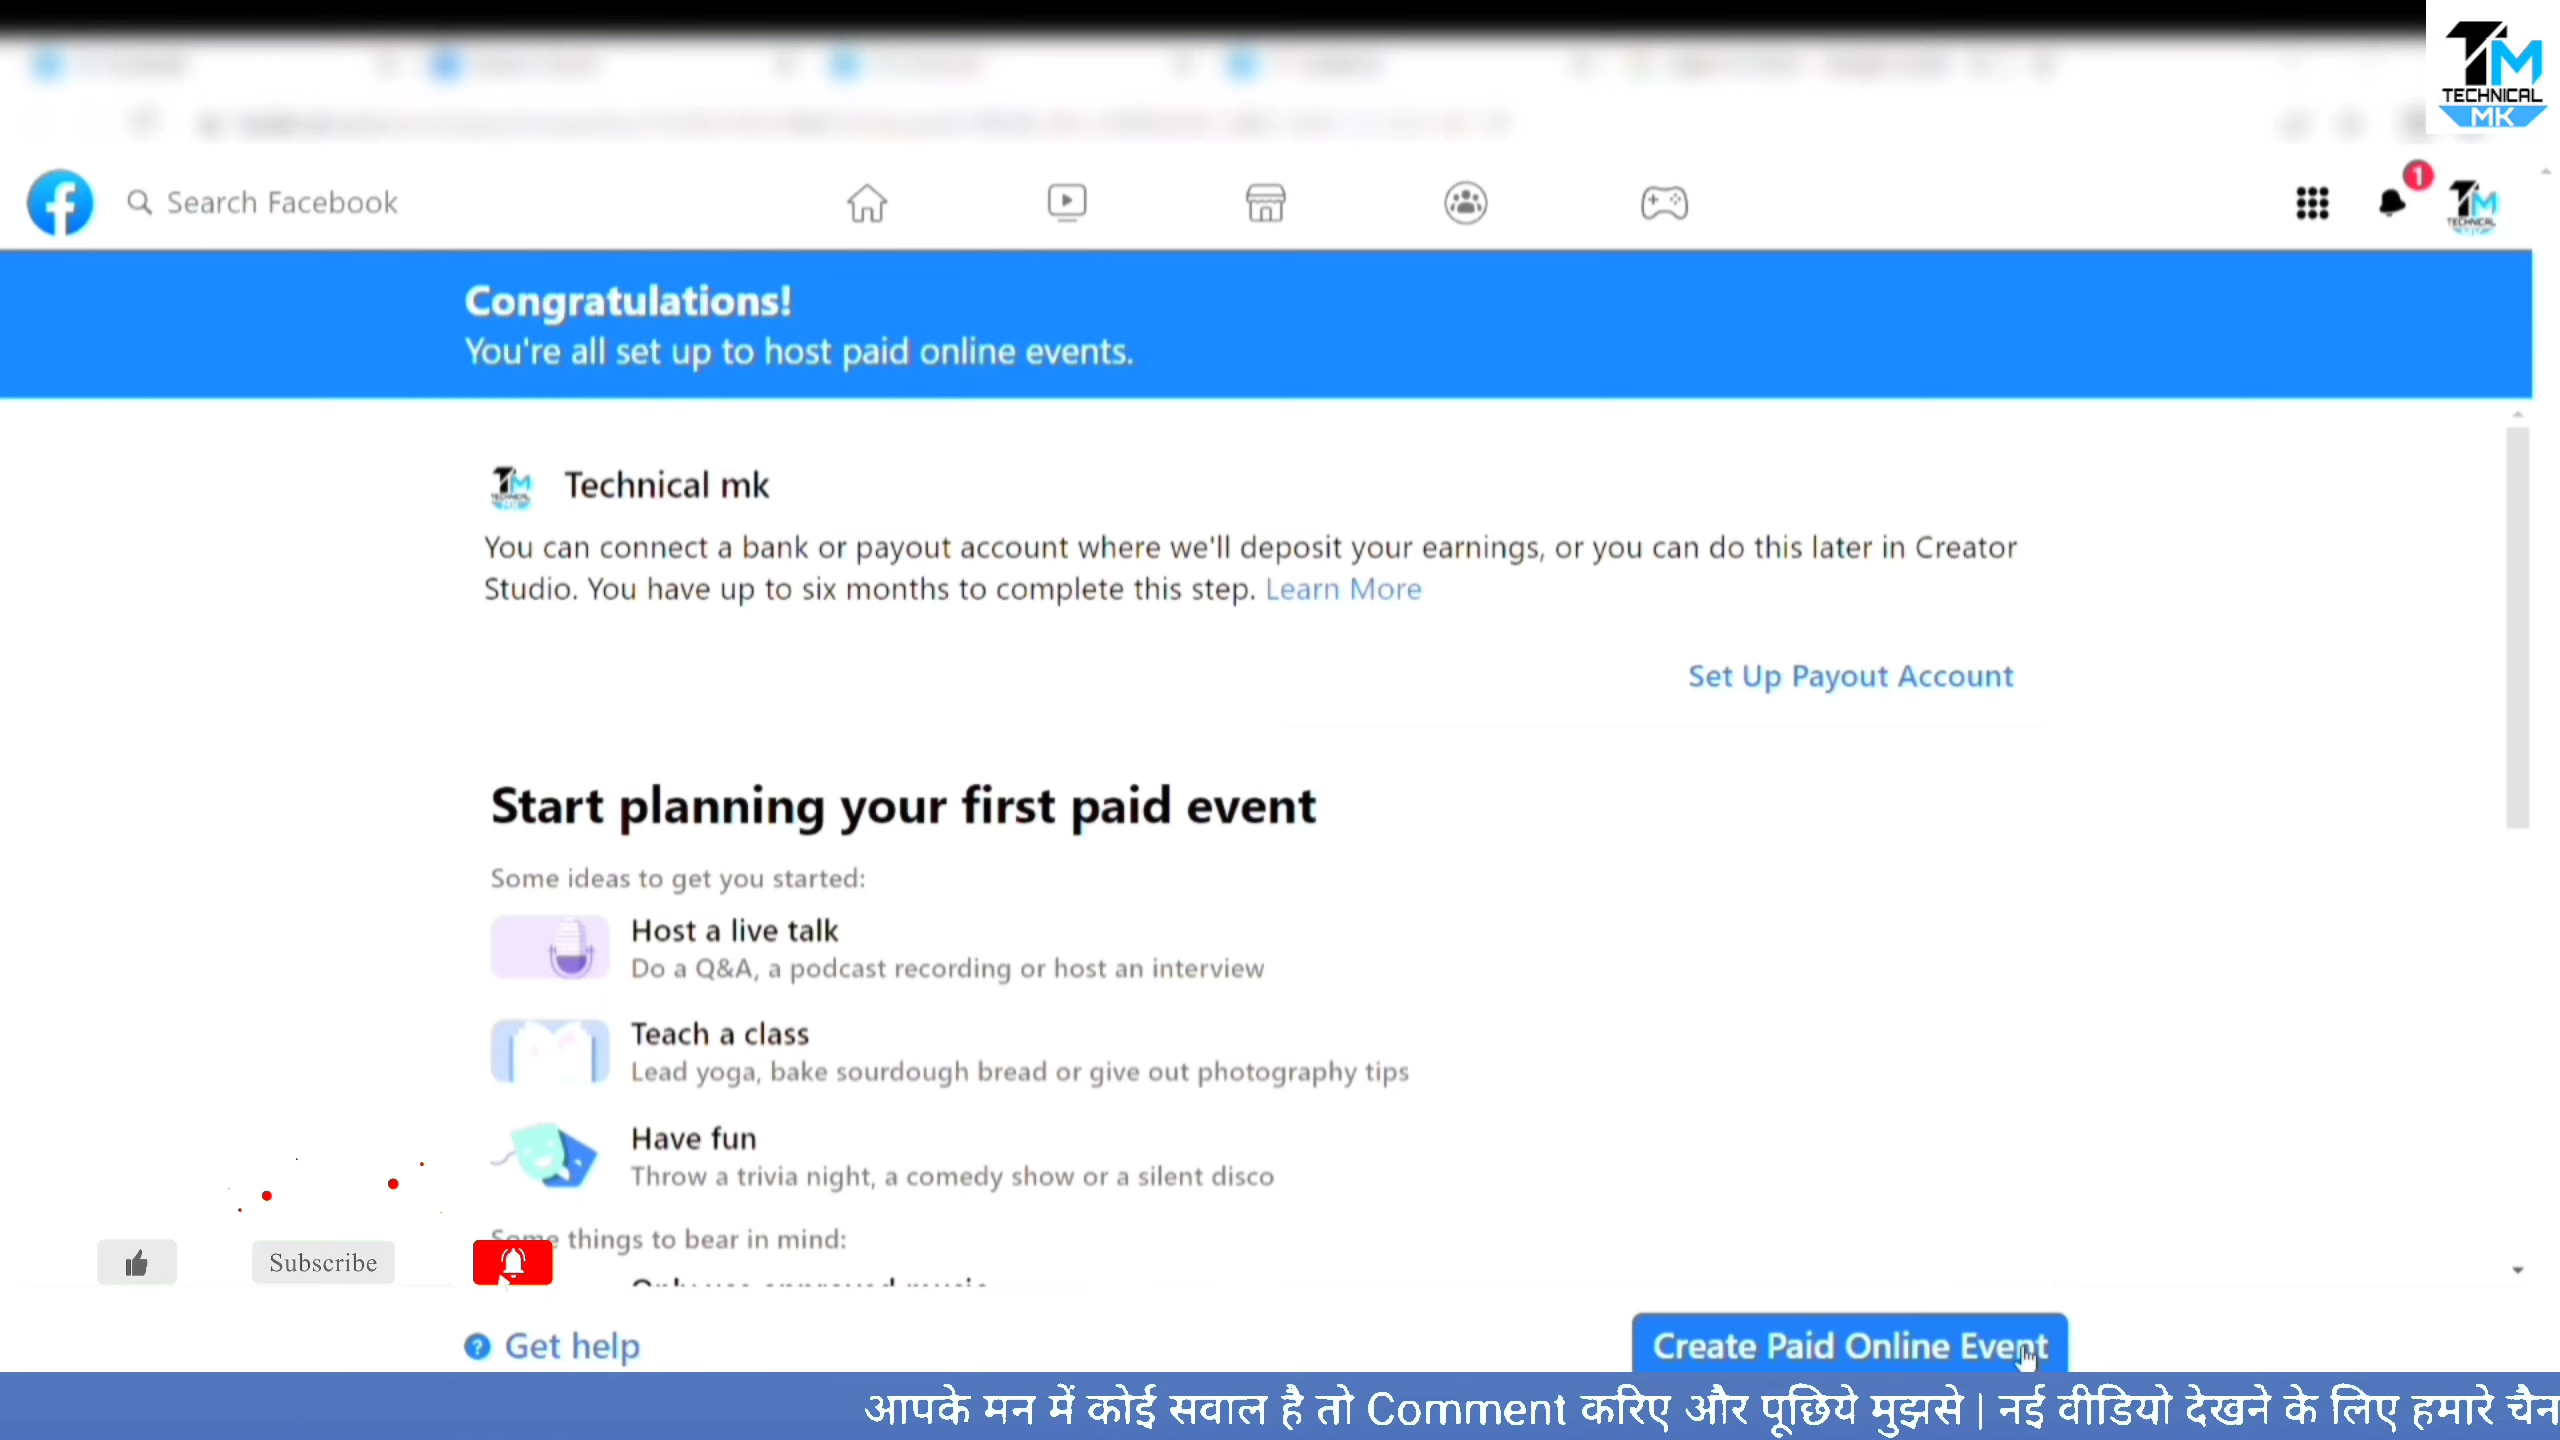 TM
TECHNICAL
MK
Search Facebook
1
TM
TECHNICAL
Congratulations!
You're all set up to host paid online events.
Technical mk
You can connect a bank or payout account where we'll deposit your earnings, or you can do this later in Creator
Studio. You have up to six months to complete this step. Learn More
Set Up Payout Account
Start planning your first paid event
Some ideas to get you started:
Host a live talk
Do a Q&A, a podcast recording or host an interview
Teach a class
Lead yoga, bake sourdough bread or give out photography tips
Have fun
Throw a trivia night, a comedy show or a silent disco
Some things to bear in mind:
Subscribe
Get help
Create Paid Online Event
आपके मन में कोई सवाल है तो Comment करिए और पूछिये मुझसे | नई वीडियो देखने के लिए हमारे चैन